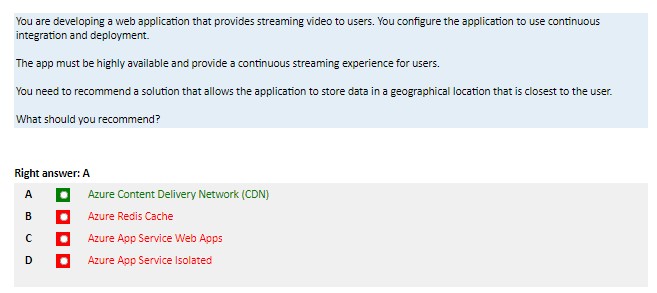 You are developing a web application that provides streaming video to users. You configure the application to use continuous
integration and deployment.
The app must be highly available and provide a continuous streaming experience for users.
You need to recommend a solution that allows the application to store data in a geographical location that is closest to the user.
What should you recommend?
Right answer: A
A Azure Content Delivery Network (CDN)
B Azure Redis Cache
C Azure App Service Web Apps
D Azure App Service Isolated